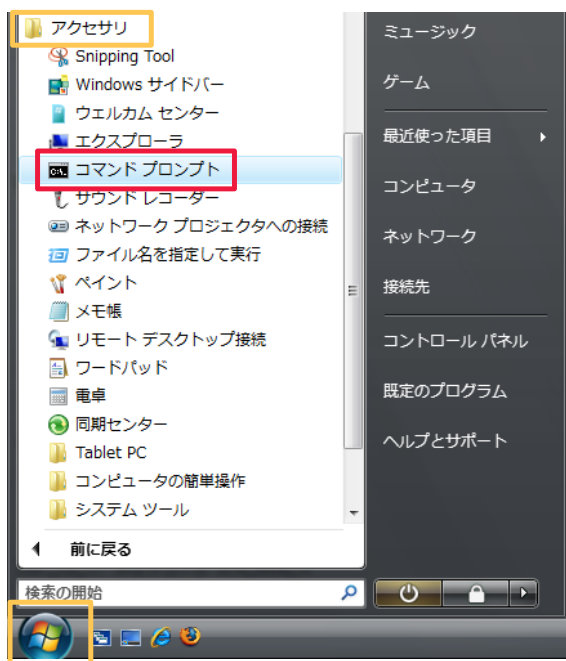 アクセサリ
Snipping Tool
Windows サイドバー
ウェルカム センター
エクスプローラ
コマンド プロンプト
サウンド レコーダー
ネットワーク プロジェクタへの接続
ファイル名を指定して実行
ペイント
メモ帳
リモート デスクトップ接続
ワードパッド
電卓
同期センター
Tablet PC
コンピュータの簡単操作
システム ツール
前に戻る
検索の開始
ミュージック
ゲーム
最近使った項目
コンピュータ
ネットワーク
接続先
コントロール パネル
既定のプログラム
ヘルプとサポート